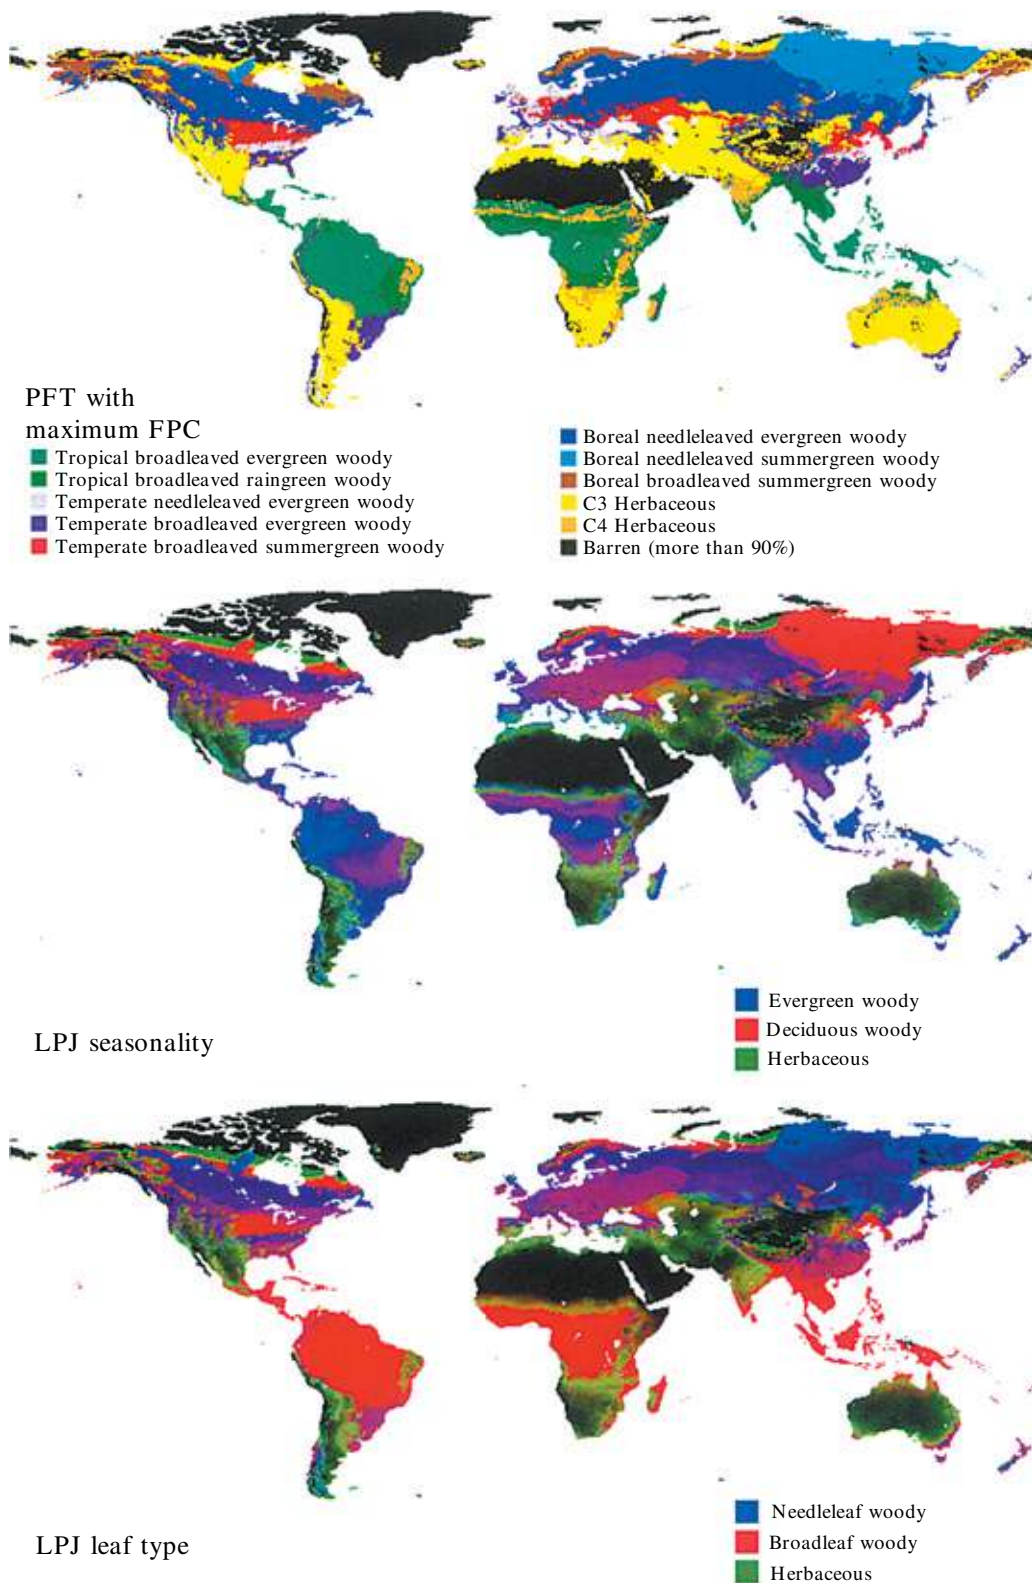 PFT with
maximum FPC
Tropical broadleaved evergreen woody
Tropical broadleaved raingreen woody
Temperate needleleaved evergreen woody
Temperate broadleaved evergreen woody
Temperate broadleaved summergreen woody
Boreal needleleaved evergreen woody
Boreal needleleaved summergreen woody
Boreal broadleaved summergreen woody
C3 Herbaceous
C4 Herbaceous
Barren (more than 90%)
LPJ seasonality
Evergreen woody
Deciduous woody
Herbaceous
LPJ leaf type
Needleleaf woody
Broadleaf woody
Herbaceous